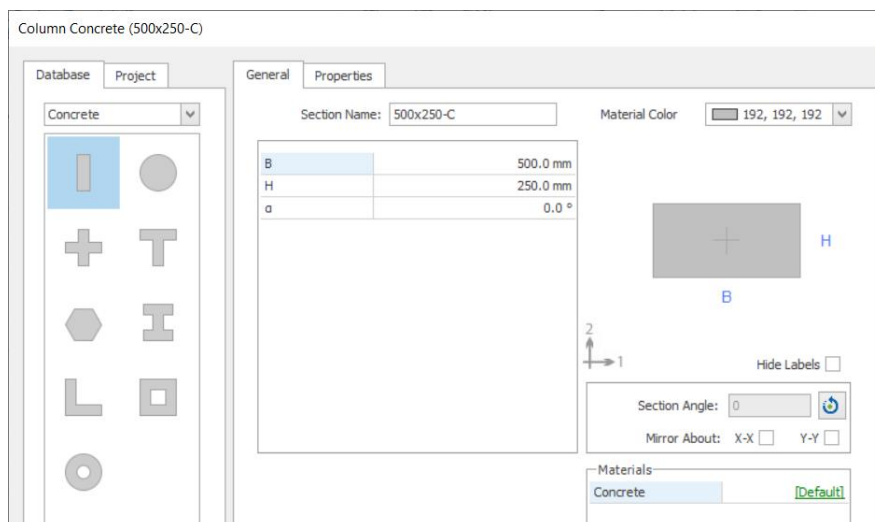 Column Concrete (500x250-C)
Database Project
General Properties
Concrete
Section Name: 500x250-C
Material Color 192, 192, 192
B 500.0 mm
H 250.0 mm
α 0.0 °
H
B
2
1
Hide Labels
Section Angle: 0
Mirror About: X-X Y-Y
Materials
Concrete [Default]